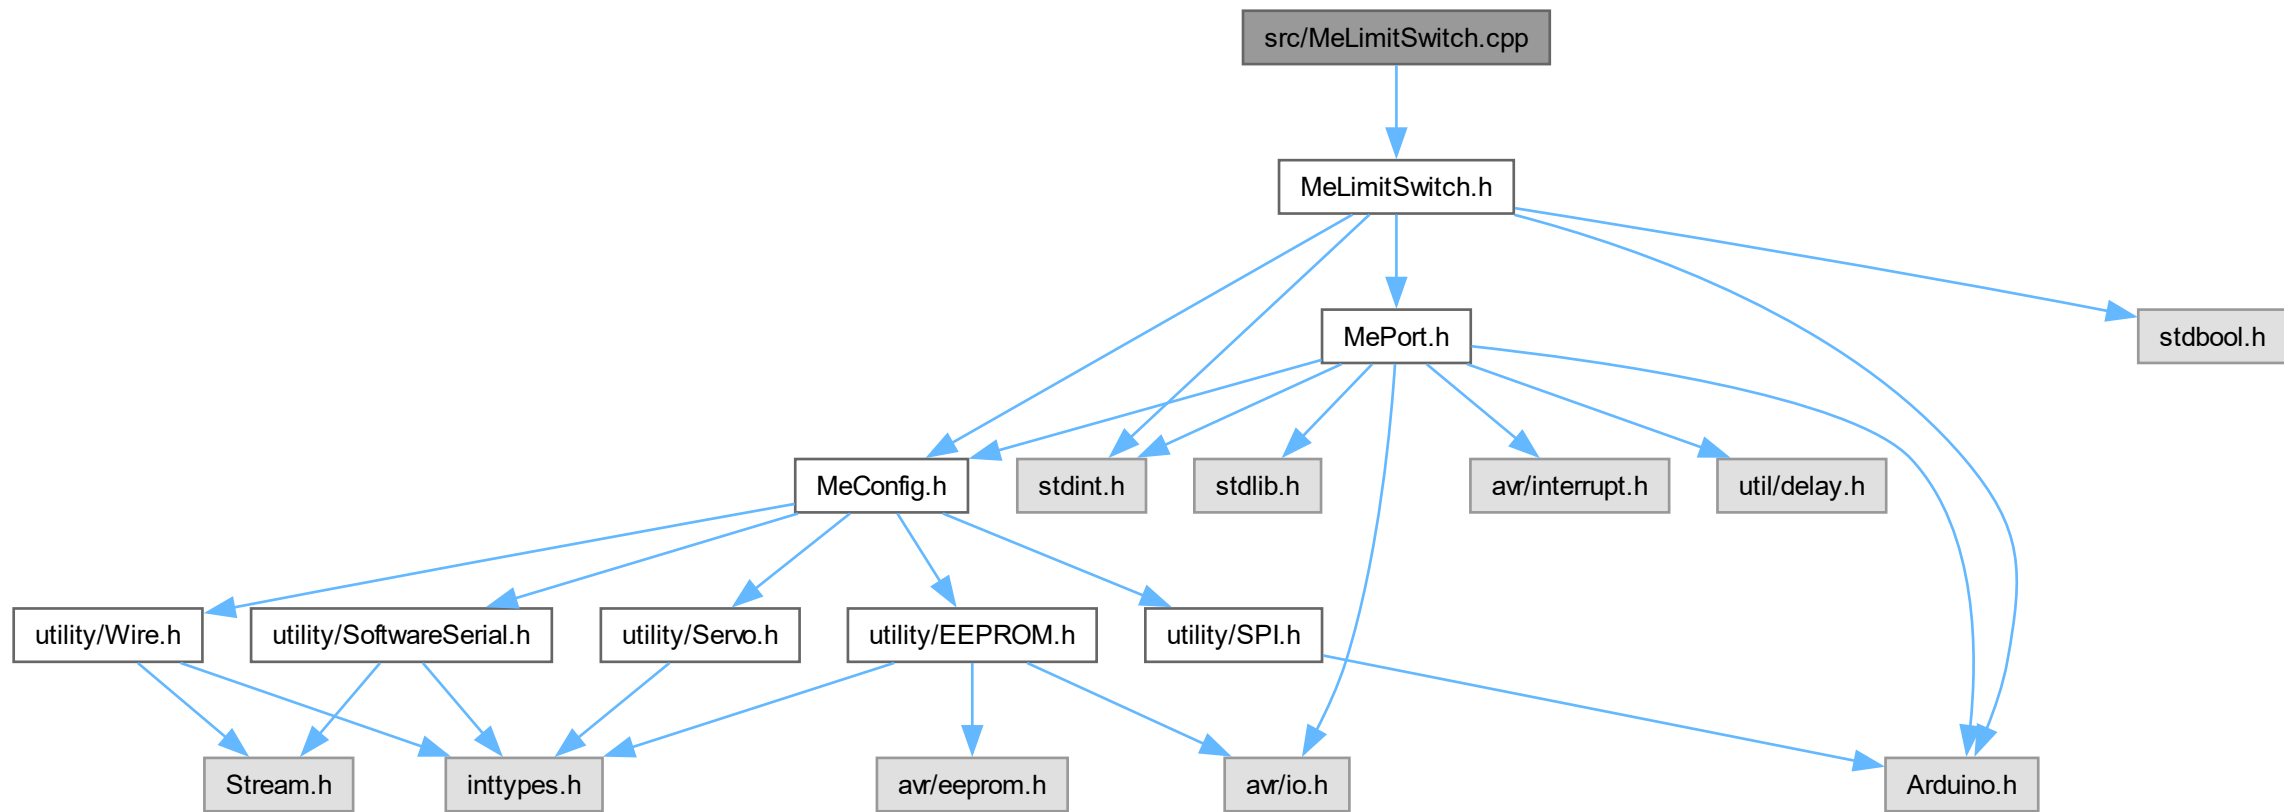 src/MeLimitSwitch.cpp
MeLimitSwitch.h
MePort.h
stdbool.h
MeConfig.h
stdint.h
stdlib.h
avr/interrupt.h
util/delay.h
utility/Wire.h
utility/SoftwareSerial.h
utility/Servo.h
utility/EEPROM.h
utility/SPI.h
Stream.h
inttypes.h
avr/eeprom.h
avr/io.h
Arduino.h